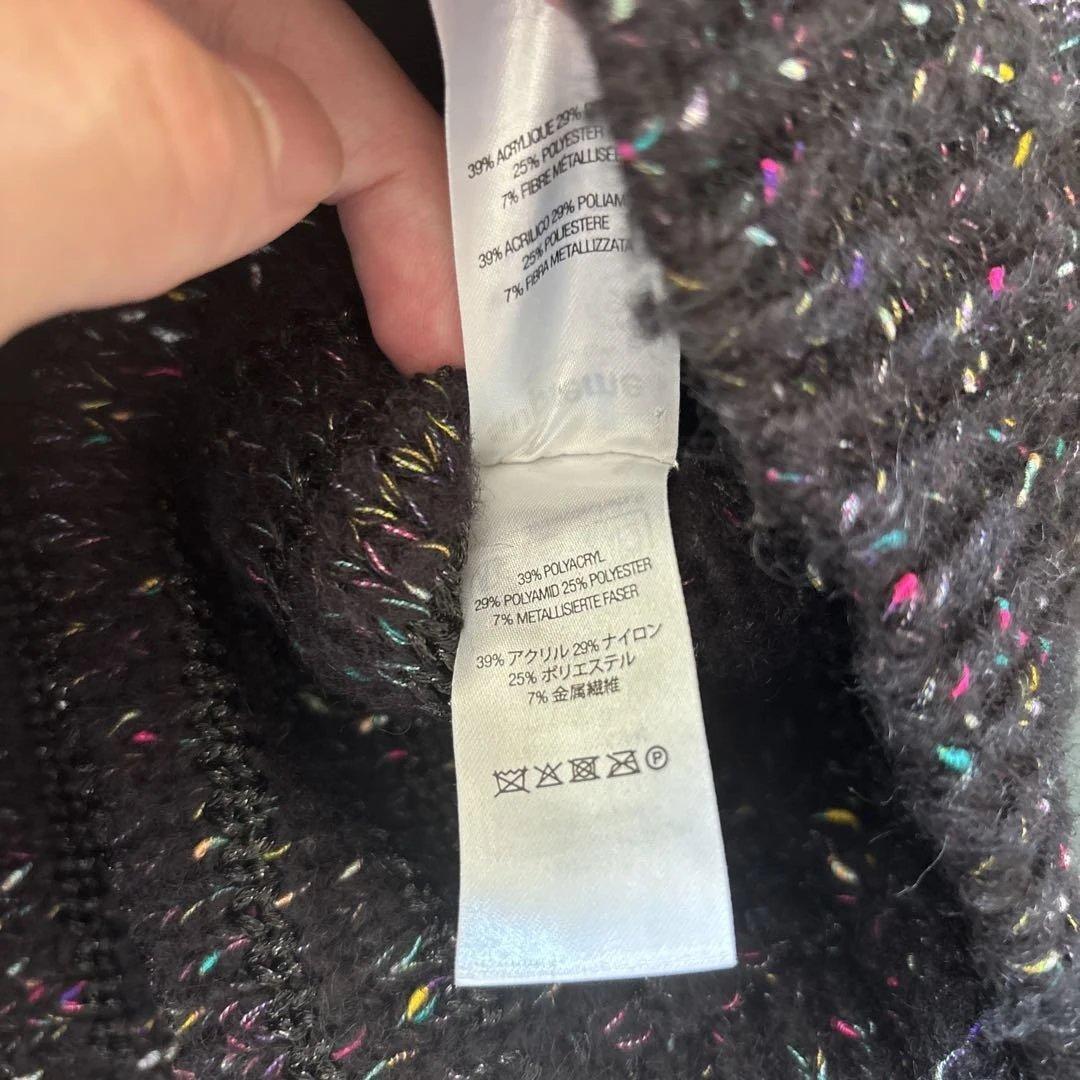 39% ACRYLIQUE 29%
25% POLYESTER
7% FIBRE MÉTALLISÉE
39% ACRILICO 29% POLIAM
25% POLIESTERE
7% FIBRA METALLIZZATA
39% POLYACRYL
29% POLYAMID 25% POLYESTER
7% METALLISIERTE FASER
39% アクリル 29% ナイロン
25% ポリエステル
7% 金属繊維
P